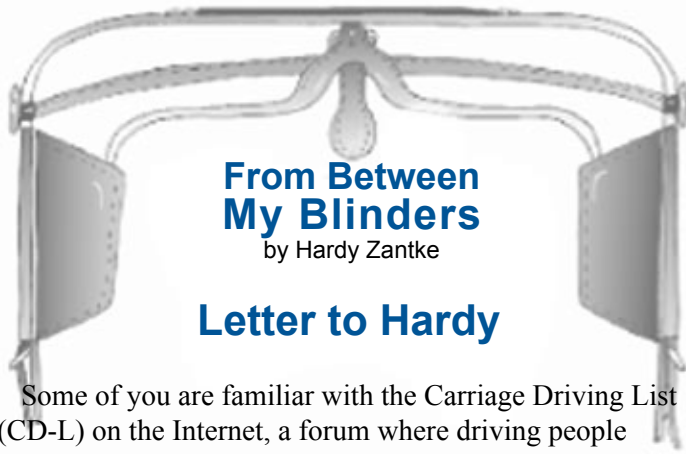 From Between
My Blinders
by Hardy Zantke
Letter to Hardy
Some of you are familiar with the Carriage Driving List
(CD-L) on the Internet, a forum where driving people